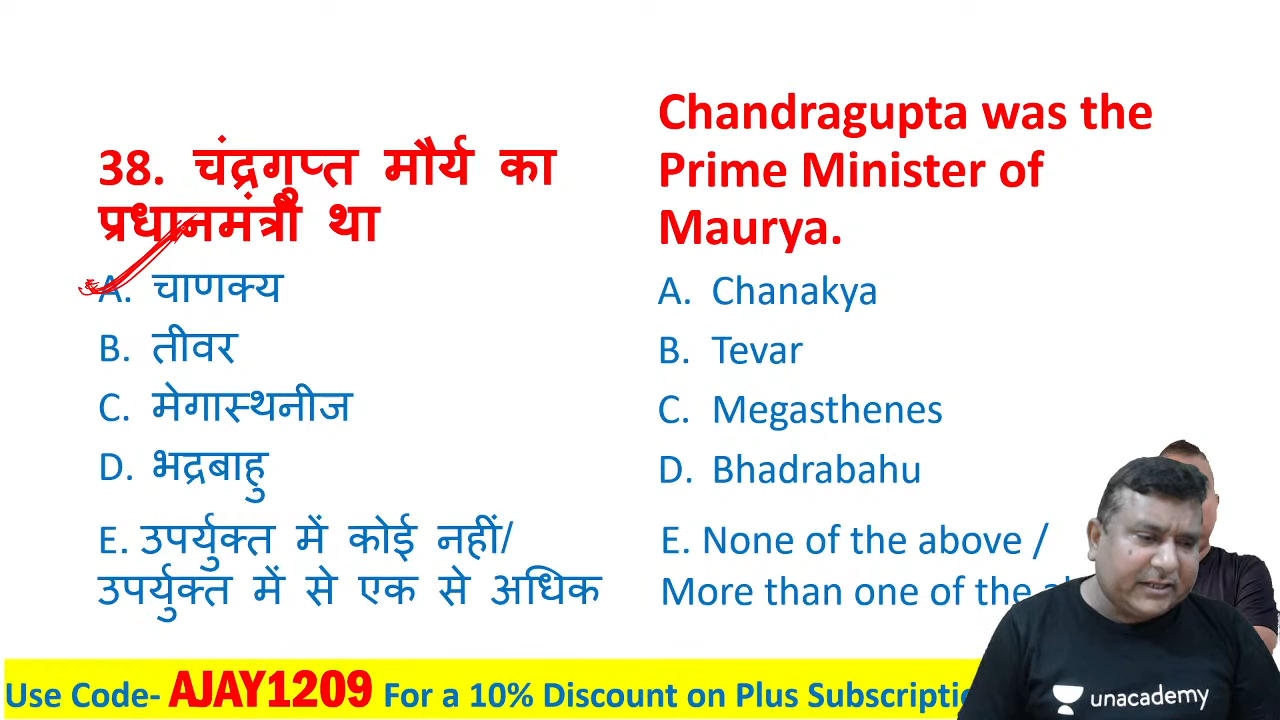 38. चंद्रगुप्त मौर्य का
प्रधानमंत्री था
A. चाणक्य
B. तीवर
C. मेगास्थनीज
D. भद्रबाहु
E. उपर्युक्त में कोई नहीं/
उपर्युक्त में से एक से अधिक
Chandragupta was the
Prime Minister of
Maurya.
A. Chanakya
B. Tevar
C. Megasthenes
D. Bhadrabahu
E. None of the above /
More than one of the
unacademy
Use Code- AJAY1209 For a 10% Discount on Plus